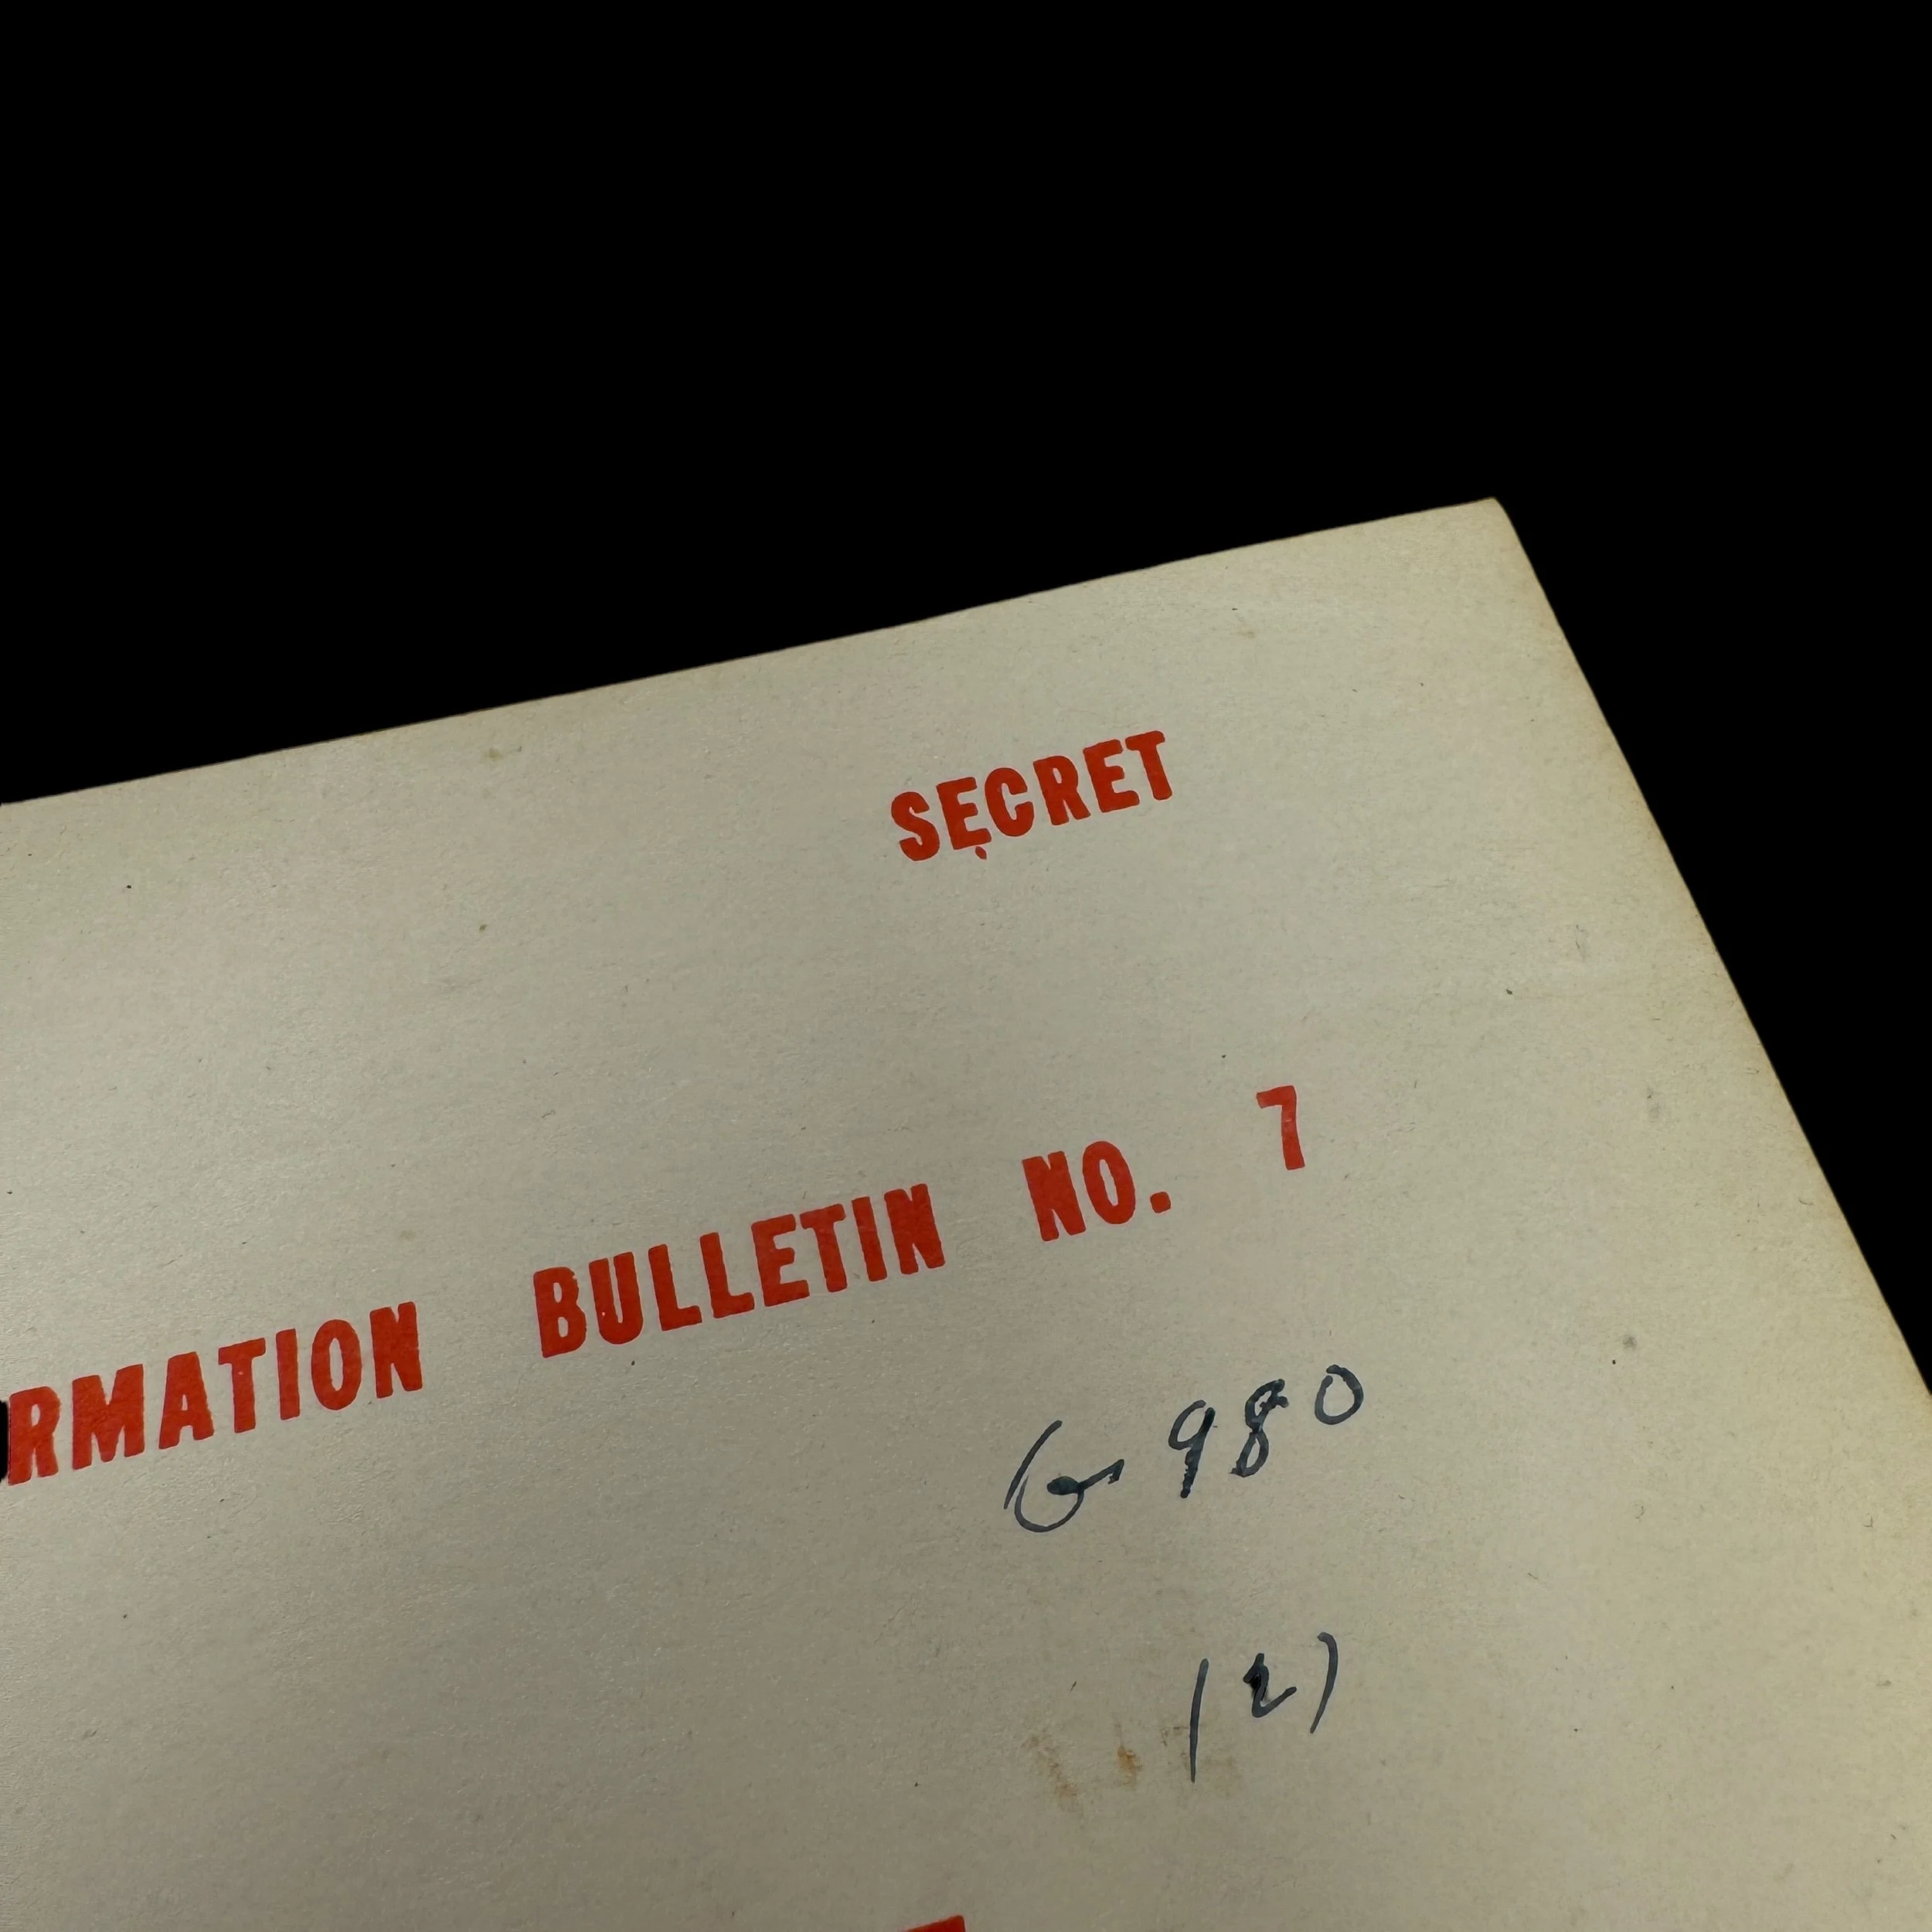 SECRET
RMATION BULLETIN NO. 7
G 980
(2)